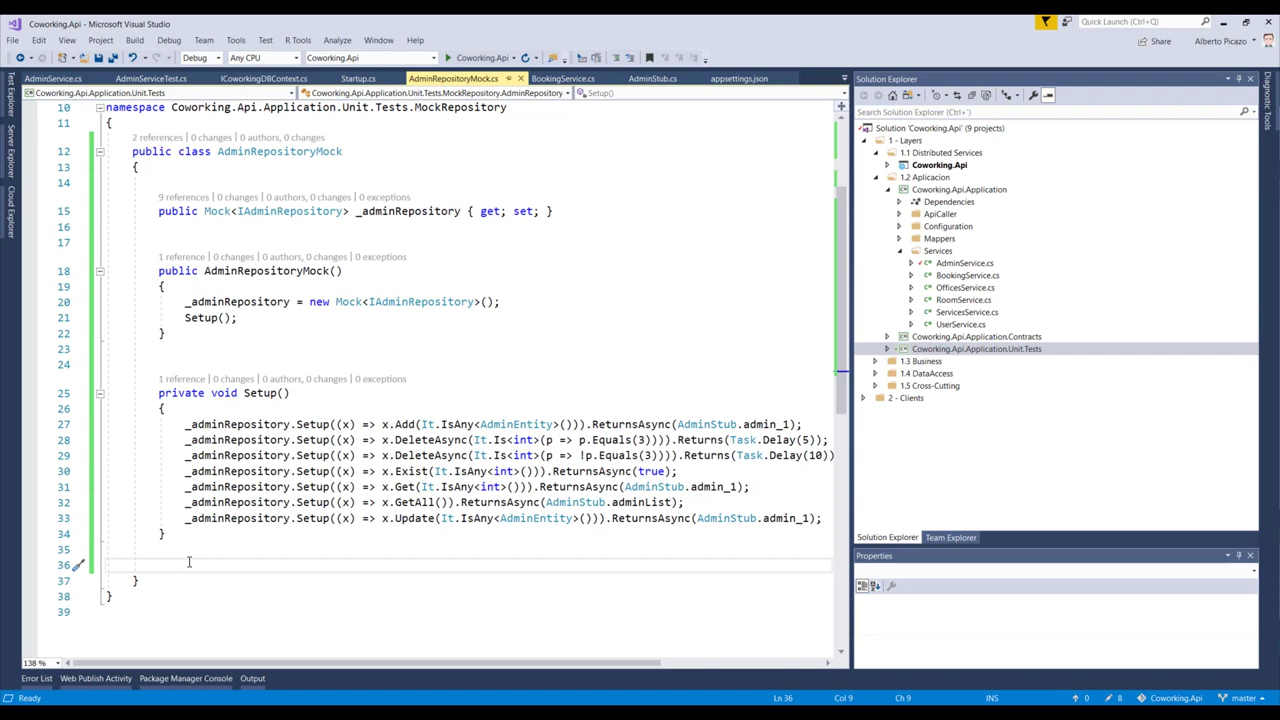 Coworking.Api - Microsoft Visual Studio
Quick Launch (Ctrl+Q)
File Edit View Project Build Debug Team Tools Test R Tools Analyze Window Help
Share
Alberto Picazo
Debug Any CPU Coworking.Api Coworking.Api
AdminService.cs AdminServiceTest.cs ICoworkingDBContext.cs Startup.cs AdminRepositoryMock.cs BookingService.cs AdminStub.cs appsettings.json
Coworking.Api.Application.Unit.Tests Coworking.Api.Application.Unit.Tests.MockRepository.AdminRepository Setup()
Test Explorer
Server Explorer
Cloud Explorer
10 namespace Coworking.Api.Application.Unit.Tests.MockRepository
11 {
2 references | 0 changes | 0 authors, 0 changes
12 public class AdminRepositoryMock
13 {
14
9 references | 0 changes | 0 authors, 0 changes, 0 exceptions
15 public Mock<IAdminRepository> _adminRepository { get; set; }
16
17
1 reference | 0 changes | 0 authors, 0 changes, 0 exceptions
18 public AdminRepositoryMock()
19 {
20 _adminRepository = new Mock<IAdminRepository>();
21 Setup();
22 }
23
24
1 reference | 0 changes | 0 authors, 0 changes, 0 exceptions
25 private void Setup()
26 {
27 _adminRepository.Setup((x) => x.Add(It.IsAny<AdminEntity>())).ReturnsAsync(AdminStub.admin_1);
28 _adminRepository.Setup((x) => x.DeleteAsync(It.Is<int>(p => p.Equals(3)))).Returns(Task.Delay(5));
29 _adminRepository.Setup((x) => x.DeleteAsync(It.Is<int>(p => !p.Equals(3)))).Returns(Task.Delay(10))
30 _adminRepository.Setup((x) => x.Exist(It.IsAny<int>())).ReturnsAsync(true);
31 _adminRepository.Setup((x) => x.Get(It.IsAny<int>())).ReturnsAsync(AdminStub.admin_1);
32 _adminRepository.Setup((x) => x.GetAll()).ReturnsAsync(AdminStub.adminList);
33 _adminRepository.Setup((x) => x.Update(It.IsAny<AdminEntity>())).ReturnsAsync(AdminStub.admin_1);
34 }
35
36
37 }
38 }
39
138 %
Solution Explorer
Search Solution Explorer (Ctrl+;)
Solution 'Coworking.Api' (9 projects)
1 - Layers
1.1 Distributed Services
Coworking.Api
1.2 Aplicacion
Coworking.Api.Application
Dependencies
ApiCaller
Configuration
Mappers
Services
AdminService.cs
BookingService.cs
OfficesService.cs
RoomService.cs
ServicesService.cs
UserService.cs
Coworking.Api.Application.Contracts
Coworking.Api.Application.Unit.Tests
1.3 Business
1.4 DataAccess
1.5 Cross-Cutting
2 - Clients
Solution Explorer Team Explorer
Properties
Diagnostic Tools
Error List Web Publish Activity Package Manager Console Output
Ready Ln 36 Col 9 Ch 9 INS 0 8 Coworking.Api master